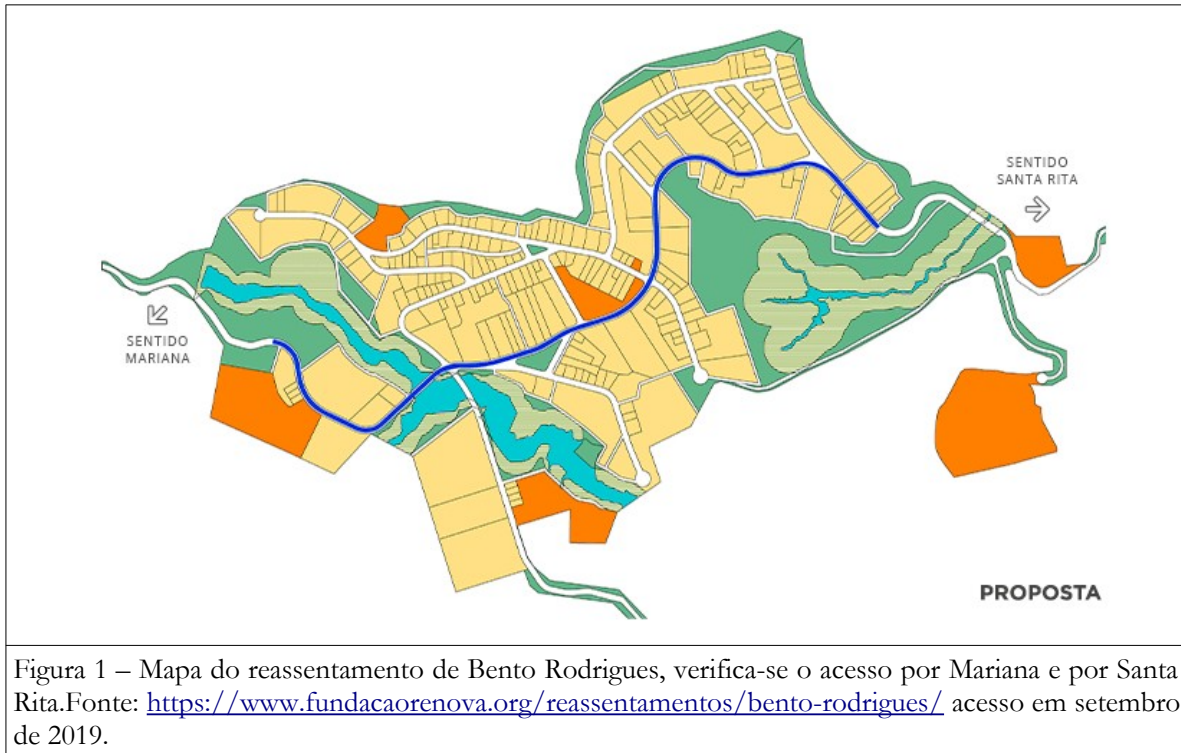 SENTIDO
SANTA RITA
SENTIDO
MARIANA
PROPOSTA
Figura 1 – Mapa do reassentamento de Bento Rodrigues, verifica-se o acesso por Mariana e por Santa
Rita.Fonte: https://www.fundacaorenova.org/reassentamentos/bento-rodrigues/ acesso em setembro
de 2019.